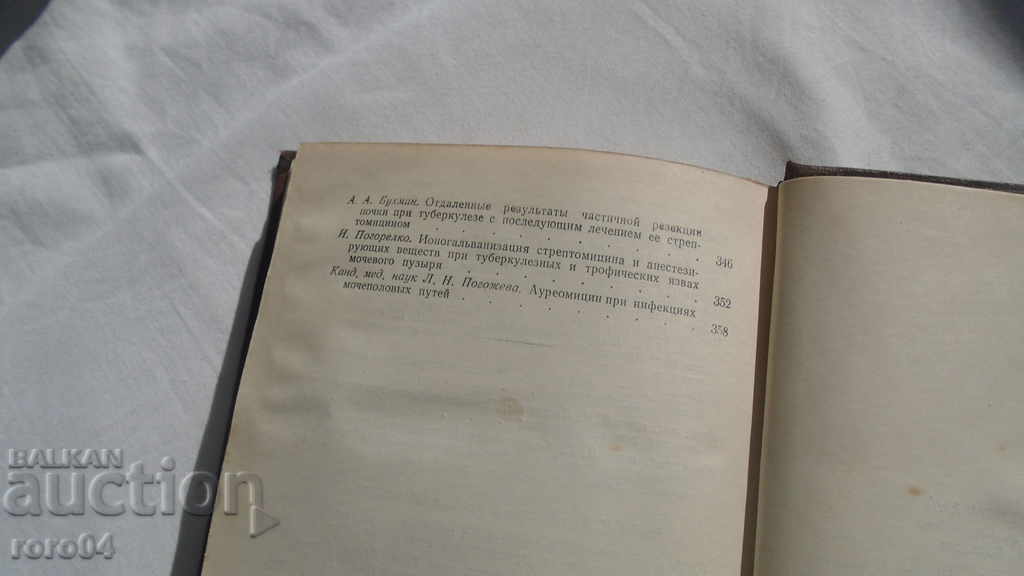 А. А. Бухман. Отдаленные результаты частичной резекции
почки при туберкулезе с последующим лечением ее стреп-
томицином . . . . . . . . . . . 346
И. Погорелко. Ионогальванизация стрептомицина и анестези-
рующих веществ при туберкулезных и трофических язвах
мочевого пузыря . . . . . . . . . . 352
Канд. мед. наук Л. И. Погожева. Ауреомицин при инфекциях
мочеполовых путей . . . . . . . . . . 358
BALKAN
auction
roro04